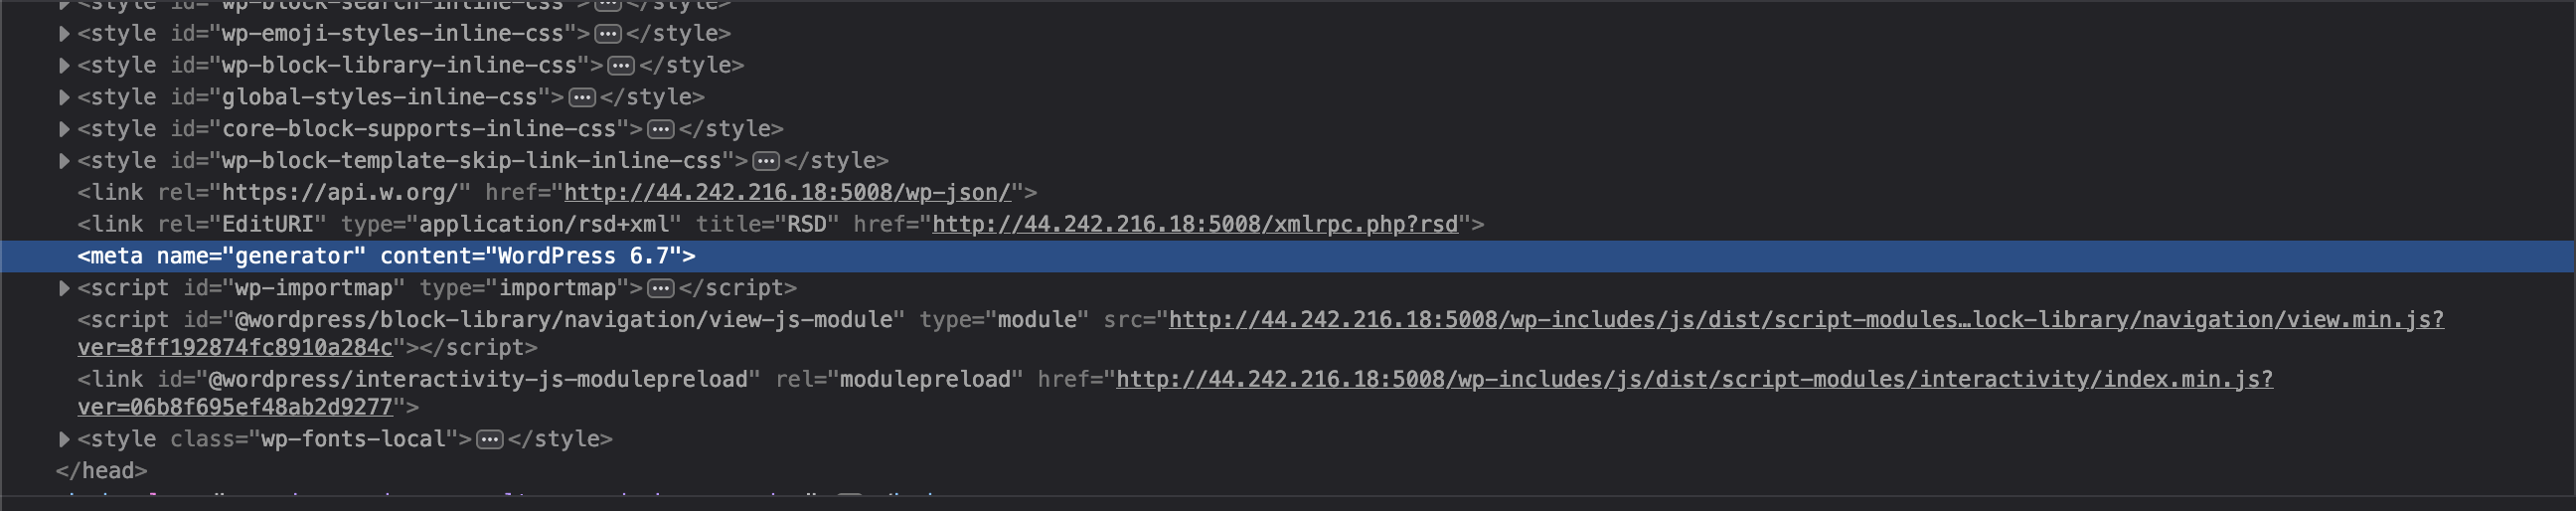 <style id="wp-block-search-inline-css">…</style>
<style id="wp-emoji-styles-inline-css">…</style>
<style id="wp-block-library-inline-css">…</style>
<style id="global-styles-inline-css">…</style>
<style id="core-block-supports-inline-css">…</style>
<style id="wp-block-template-skip-link-inline-css">…</style>
<link rel="https://api.w.org/" href="http://44.242.216.18:5008/wp-json/">
<link rel="EditURI" type="application/rsd+xml" title="RSD" href="http://44.242.216.18:5008/xmlrpc.php?rsd">
<meta name="generator" content="WordPress 6.7">
<script id="wp-importmap" type="importmap">…</script>
<script id="@wordpress/block-library/navigation/view-js-module" type="module" src="http://44.242.216.18:5008/wp-includes/js/dist/script-modules…lock-library/navigation/view.min.js?
ver=8ff192874fc8910a284c"></script>
<link id="@wordpress/interactivity-js-modulepreload" rel="modulepreload" href="http://44.242.216.18:5008/wp-includes/js/dist/script-modules/interactivity/index.min.js?
ver=06b8f695ef48ab2d9277">
<style class="wp-fonts-local">…</style>
</head>